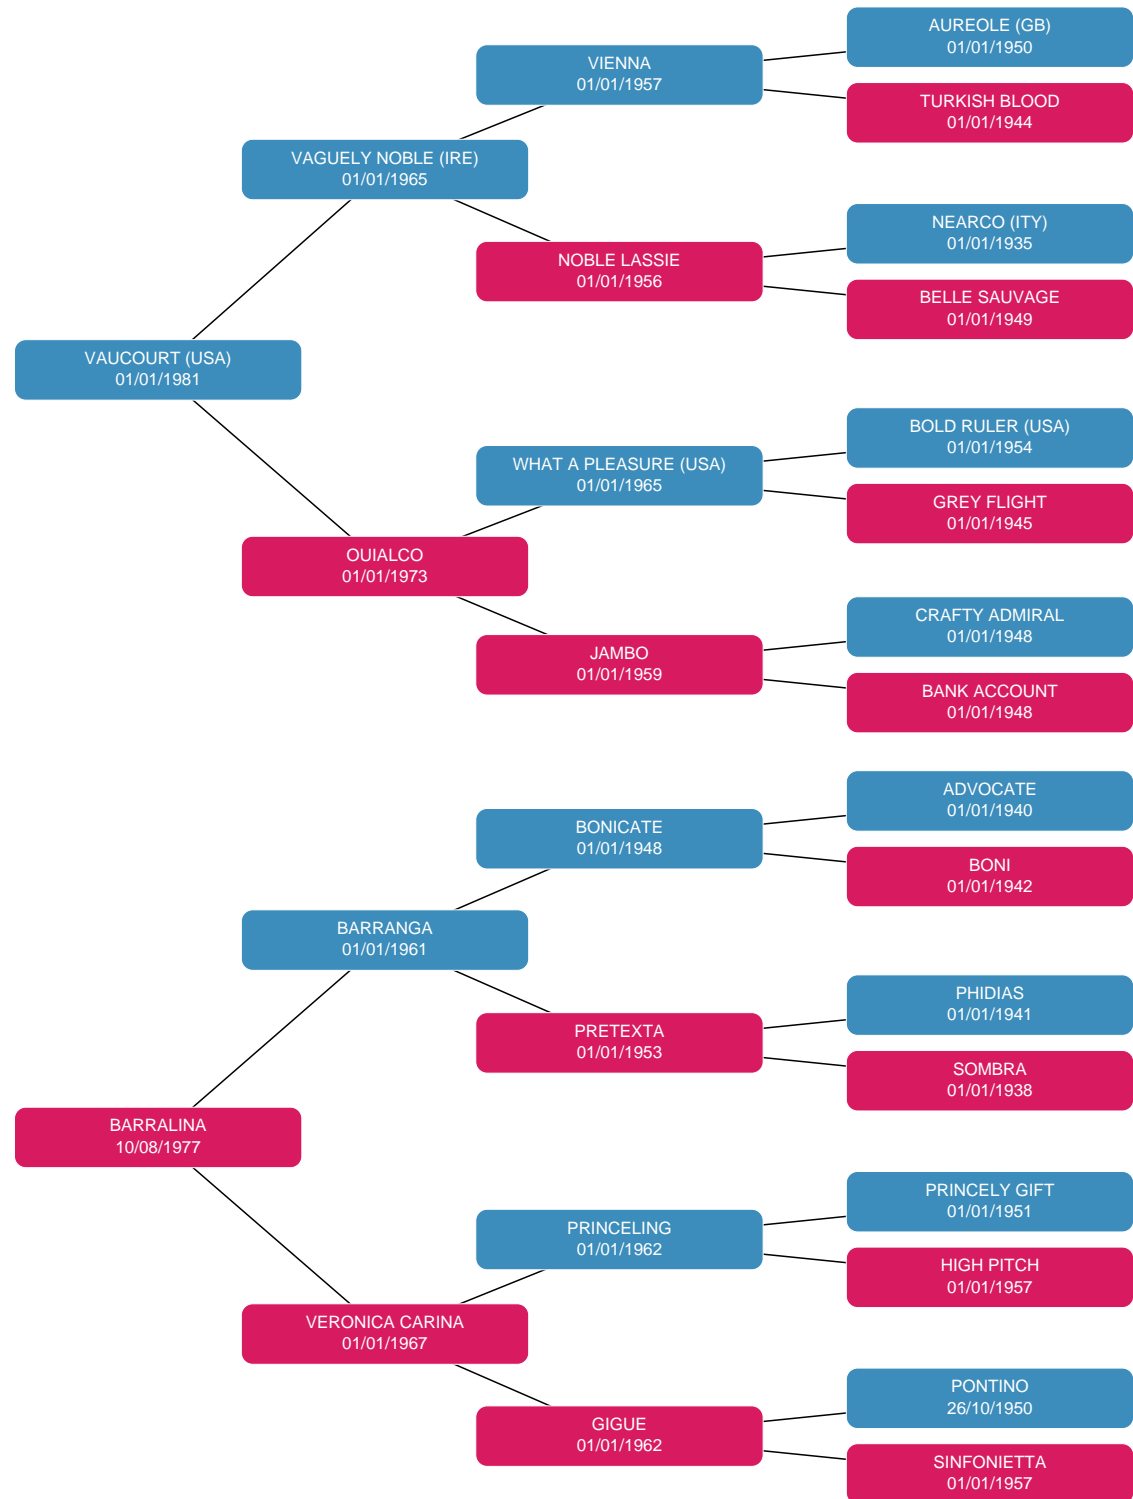 AUREOLE (GB)
01/01/1950
VIENNA
01/01/1957
TURKISH BLOOD
01/01/1944
VAGUELY NOBLE (IRE)
01/01/1965
NEARCO (ITY)
01/01/1935
NOBLE LASSIE
01/01/1956
BELLE SAUVAGE
01/01/1949
VAUCOURT (USA)
01/01/1981
BOLD RULER (USA)
01/01/1954
WHAT A PLEASURE (USA)
01/01/1965
GREY FLIGHT
01/01/1945
OUIALCO
01/01/1973
CRAFTY ADMIRAL
01/01/1948
JAMBO
01/01/1959
BANK ACCOUNT
01/01/1948
ADVOCATE
01/01/1940
BONICATE
01/01/1948
BONI
01/01/1942
BARRANGA
01/01/1961
PHIDIAS
01/01/1941
PRETEXTA
01/01/1953
SOMBRA
01/01/1938
BARRALINA
10/08/1977
PRINCELY GIFT
01/01/1951
PRINCELING
01/01/1962
HIGH PITCH
01/01/1957
VERONICA CARINA
01/01/1967
PONTINO
26/10/1950
GIGUE
01/01/1962
SINFONIETTA
01/01/1957